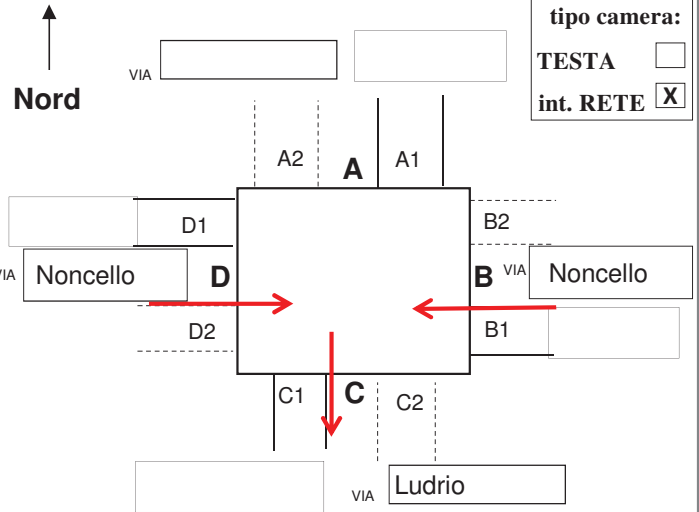 tipo camera:
TESTA
int. RETE X
Nord
VIA
A2 A A1
D1 B2
VIA Noncello D B VIA Noncello
D2 B1
C1 C C2
VIA Ludrio